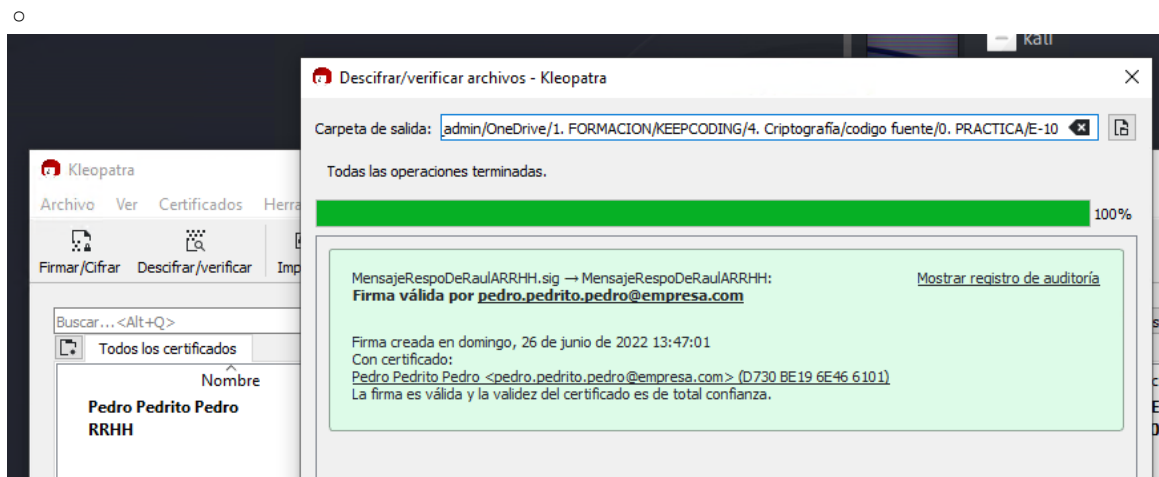 kali
Descifrar/verificar archivos - Kleopatra
Carpeta de salida: _admin/OneDrive/1. FORMACION/KEEPCODING/4. Criptografía/codigo fuente/0. PRACTICA/E-10
Kleopatra
Todas las operaciones terminadas.
Archivo Ver Certificados Herra
100%
Firmar/Cifrar Descifrar/verificar Imp
MensajeRespoDeRaulARRHH.sig → MensajeRespoDeRaulARRHH: Mostrar registro de auditoría
Firma válida por pedro.pedrito.pedro@empresa.com
Buscar...<Alt+Q>
Firma creada en domingo, 26 de junio de 2022 13:47:01
Todos los certificados
Con certificado:
Pedro Pedrito Pedro <pedro.pedrito.pedro@empresa.com> (D730 BE19 6E46 6101)
Nombre
La firma es válida y la validez del certificado es de total confianza.
Pedro Pedrito Pedro
RRHH